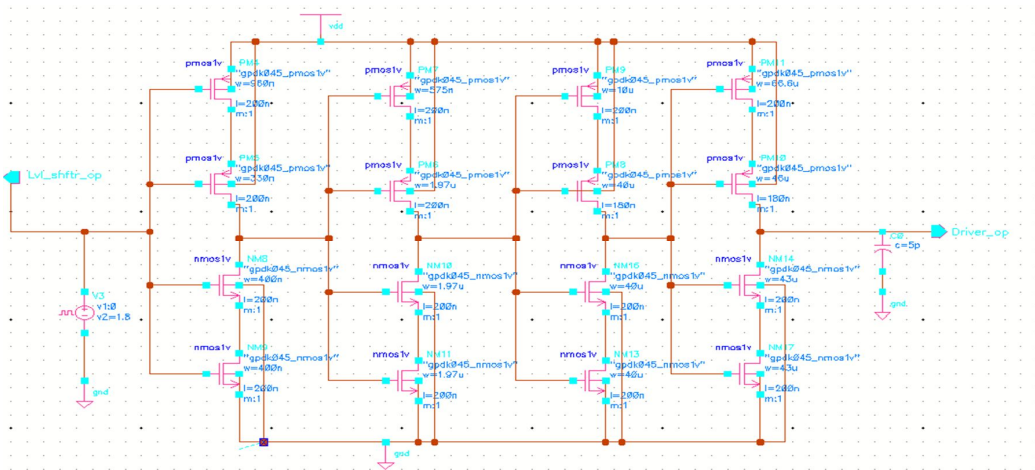 vdd
pmos1v PM4
"gpdk045_pmos1v"
l=200n
m:1
pmos1v PM7
"gpdk045_pmos1v"
w=575n
l=200n
m:1
pmos1v PM9
"gpdk045_pmos1v"
w=10u
l=200n
m:1
pmos1v PM11
"gpdk045_pmos1v"
w=66.6u
l=200n
m:1
pmos1v PM5
"gpdk045_pmos1v"
w=330n
l=200n
m:1
pmos1v PM6
"gpdk045_pmos1v"
w=1.97u
l=200n
m:1
pmos1v PM8
"gpdk045_pmos1v"
w=40u
l=180n
m:1
pmos1v PM10
"gpdk045_pmos1v"
w=46u
l=180n
m:1
Lvl_shftr_op
Driver_op
c=5p
gnd
nmos1v NM8
"gpdk045_nmos1v"
w=400n
l=200n
m:1
nmos1v NM10
"gpdk045_nmos1v"
w=1.97u
l=200n
m:1
nmos1v NM16
"gpdk045_nmos1v"
w=40u
l=200n
m:1
nmos1v NM14
"gpdk045_nmos1v"
w=43u
l=200n
m:1
V3
v1:0
v2=1.8
gnd
nmos1v NM9
"gpdk045_nmos1v"
w=400n
l=200n
m:1
nmos1v NM11
"gpdk045_nmos1v"
w=1.97u
l=200n
m:1
nmos1v NM13
"gpdk045_nmos1v"
w=40u
l=200n
m:1
nmos1v NM17
"gpdk045_nmos1v"
w=43u
l=200n
m:1
gnd